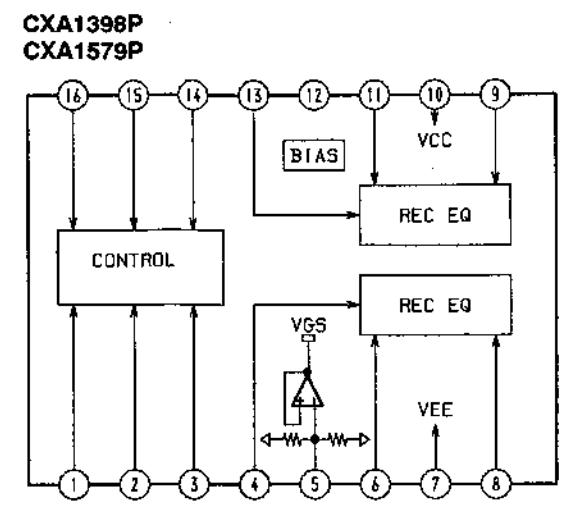 CXA1398P
CXA1579P
16 15 14 13 12 11 10 9
VCC
BIAS
REC EQ
CONTROL
REC EQ
VGS
VEE
1 2 3 4 5 6 7 8